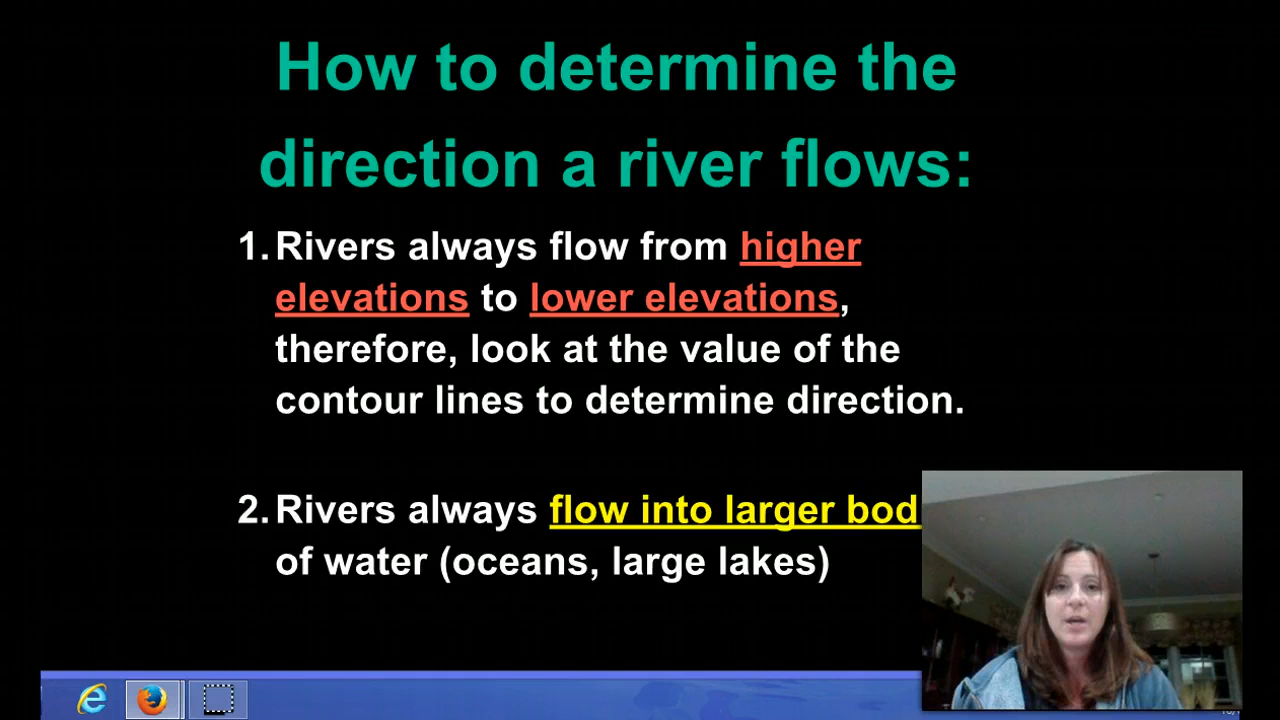 How to determine the
direction a river flows:
1. Rivers always flow from higher
elevations to lower elevations,
therefore, look at the value of the
contour lines to determine direction.
2. Rivers always flow into larger bod
of water (oceans, large lakes)